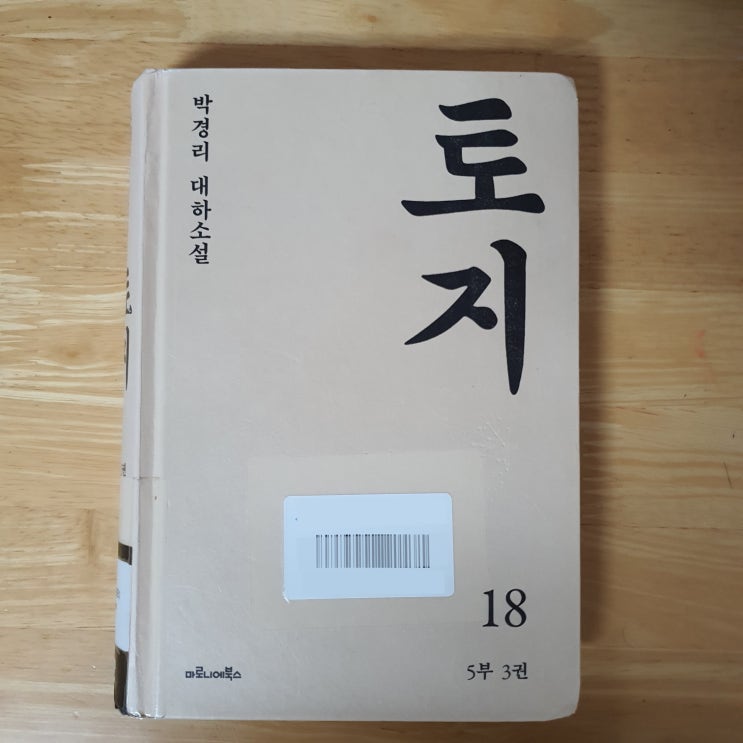 박경리 대하소설
토지
18
5부 3권
마로니에북스